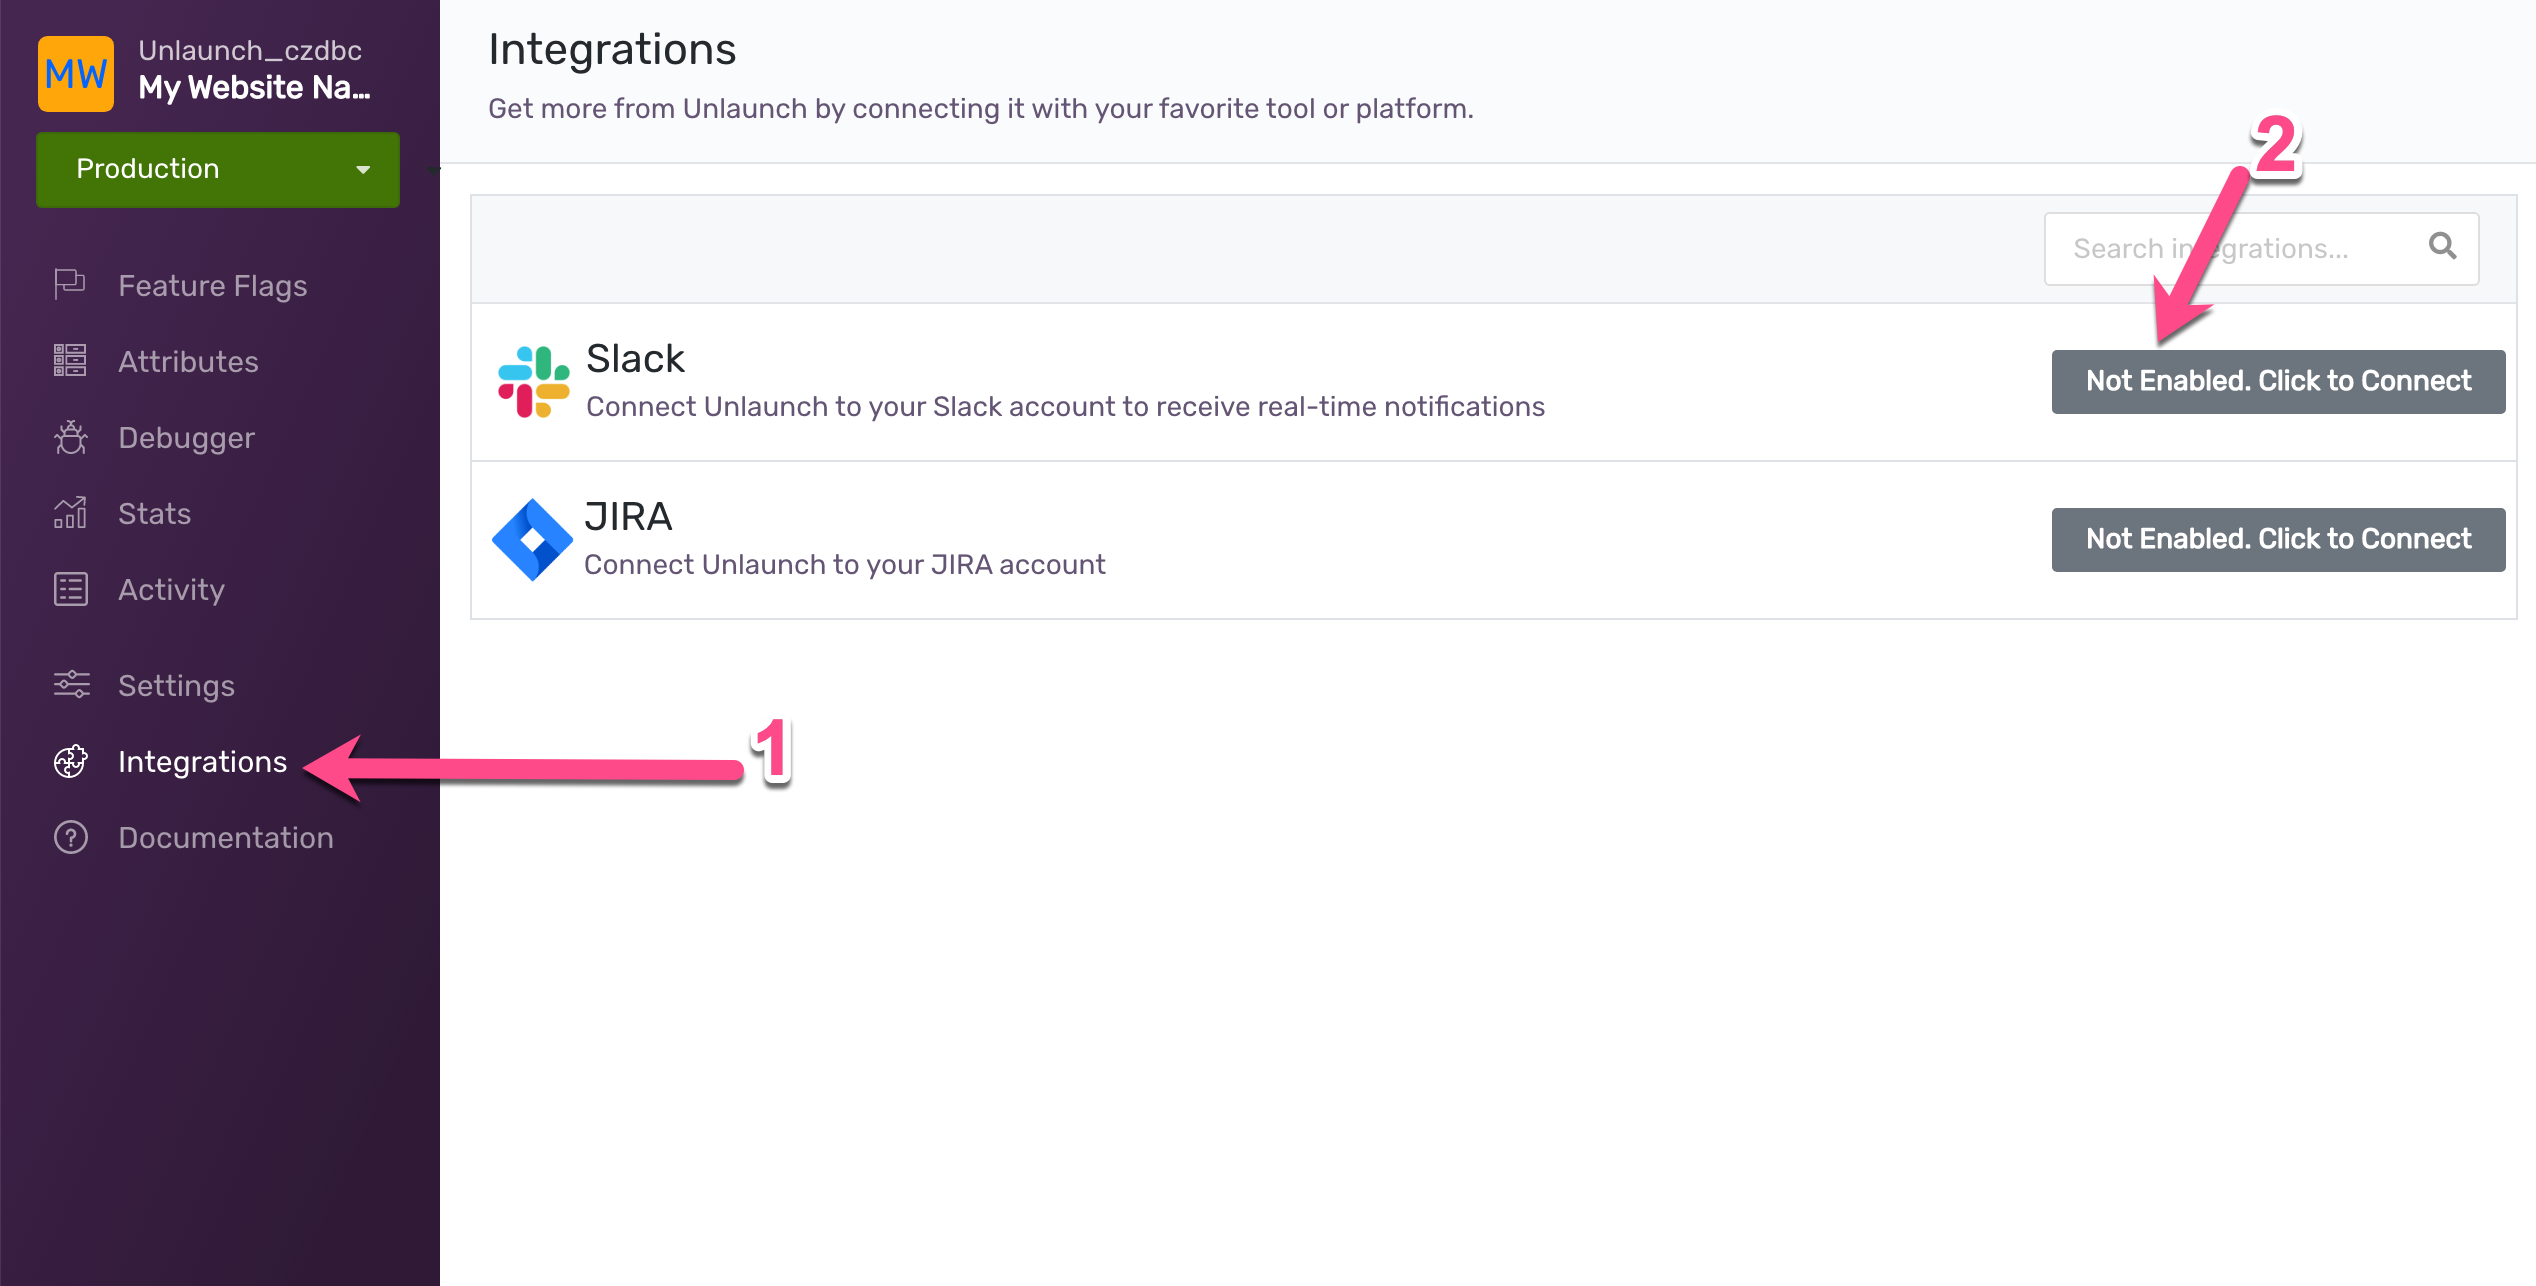 MW
Unlaunch_czdbc
My Website Na...
Production
Feature Flags
Attributes
Debugger
Stats
Activity
Settings
Integrations
Documentation
1
Integrations
Get more from Unlaunch by connecting it with your favorite tool or platform.
2
Search integrations...
Slack
Connect Unlaunch to your Slack account to receive real-time notifications
Not Enabled. Click to Connect
JIRA
Connect Unlaunch to your JIRA account
Not Enabled. Click to Connect